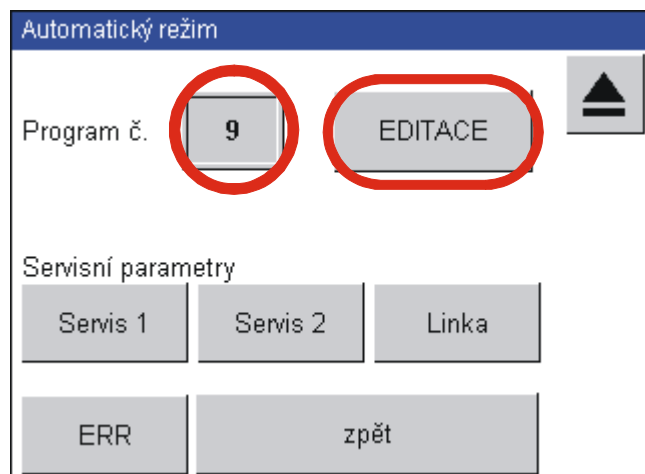 Automatický režim
Program č. 9 EDITACE
Servisní parametry
Servis 1 Servis 2 Linka
ERR zpět